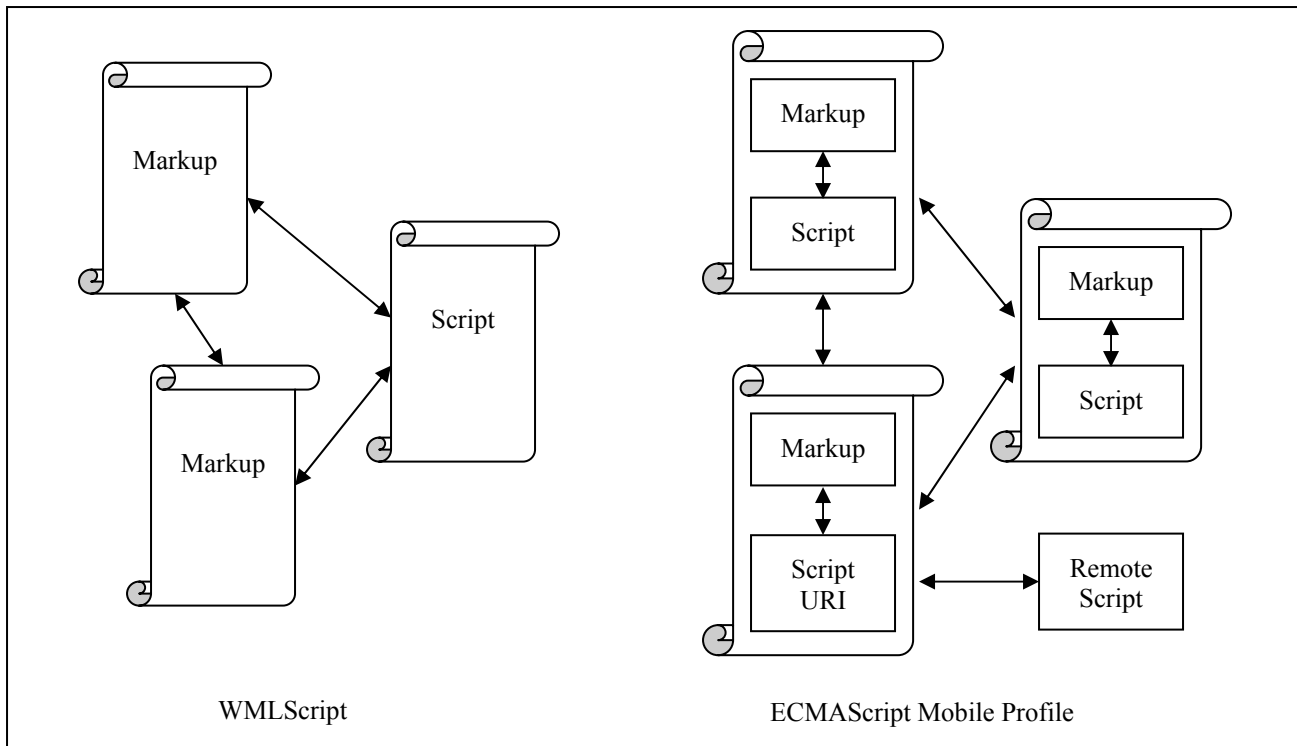 Markup
Script
Markup
WMLScript
Markup
Script
Markup
Script
Markup
Script
URI
Remote
Script
ECMAScript Mobile Profile